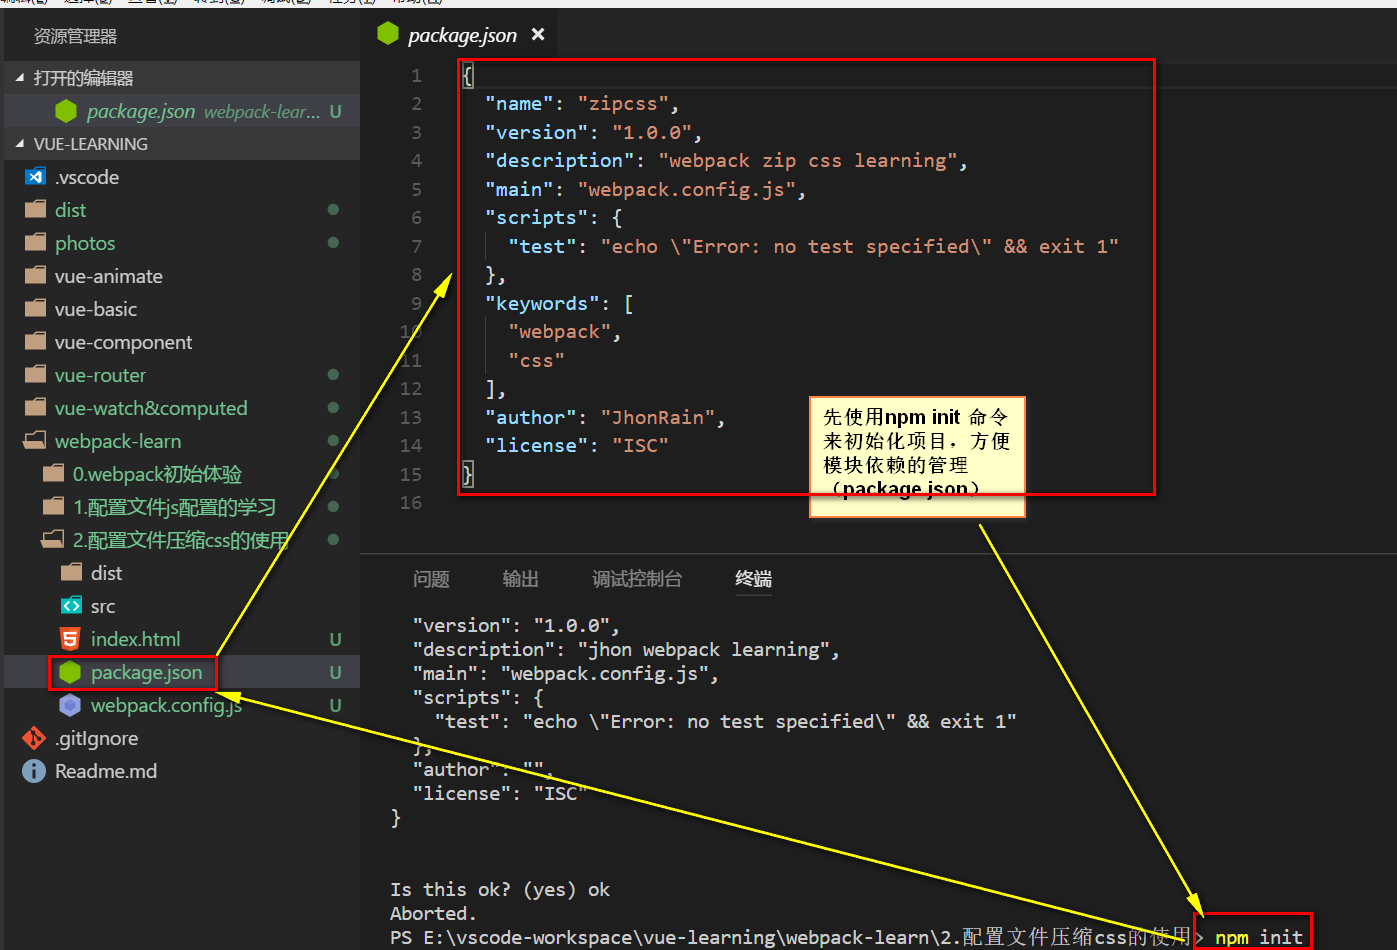 资源管理器
打开的编辑器
package.json webpack-lear... U
VUE-LEARNING
.vscode
dist
photos
vue-animate
vue-basic
vue-component
vue-router
vue-watch&computed
webpack-learn
0.webpack初始体验
1.配置文件js配置的学习
2.配置文件压缩css的使用
dist
src
index.html U
package.json U
webpack.config.js U
.gitIgnore
Readme.md
package.json ×
1 {
2 "name": "zipcss",
3 "version": "1.0.0",
4 "description": "webpack zip css learning",
5 "main": "webpack.config.js",
6 "scripts": {
7 "test": "echo \"Error: no test specified\" && exit 1"
8 },
9 "keywords": [
10 "webpack",
11 "css"
12 ],
13 "author": "JhonRain",
14 "license": "ISC"
15 }
16
先使用npm init 命令
来初始化项目，方便
模块依赖的管理
（package.json）
问题 输出 调试控制台 终端
"version": "1.0.0",
"description": "jhon webpack learning",
"main": "webpack.config.js",
"scripts": {
"test": "echo \"Error: no test specified\" && exit 1"
},
"author": "",
"license": "ISC"
}
Is this ok? (yes) ok
Aborted.
PS E:\vscode-workspace\vue-learning\webpack-learn\2.配置文件压缩css的使用> npm init